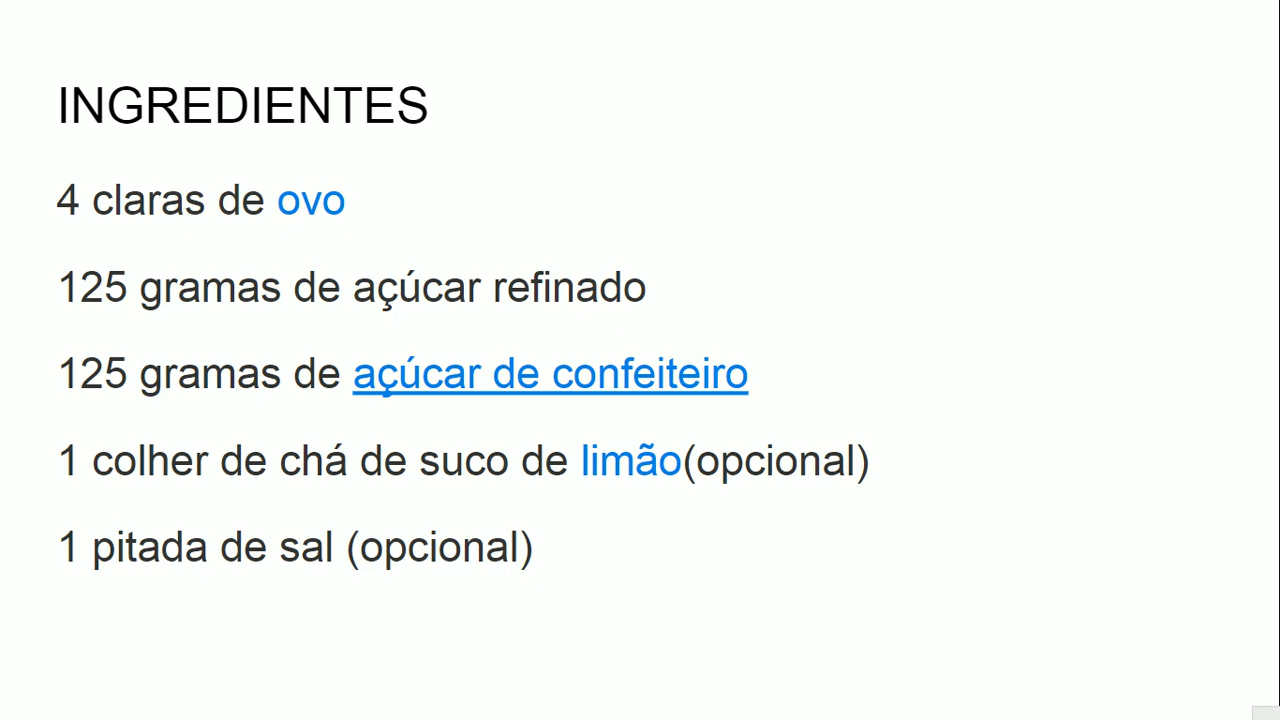 INGREDIENTES
4 claras de ovo
125 gramas de açúcar refinado
125 gramas de açúcar de confeiteiro
1 colher de chá de suco de limão(opcional)
1 pitada de sal (opcional)